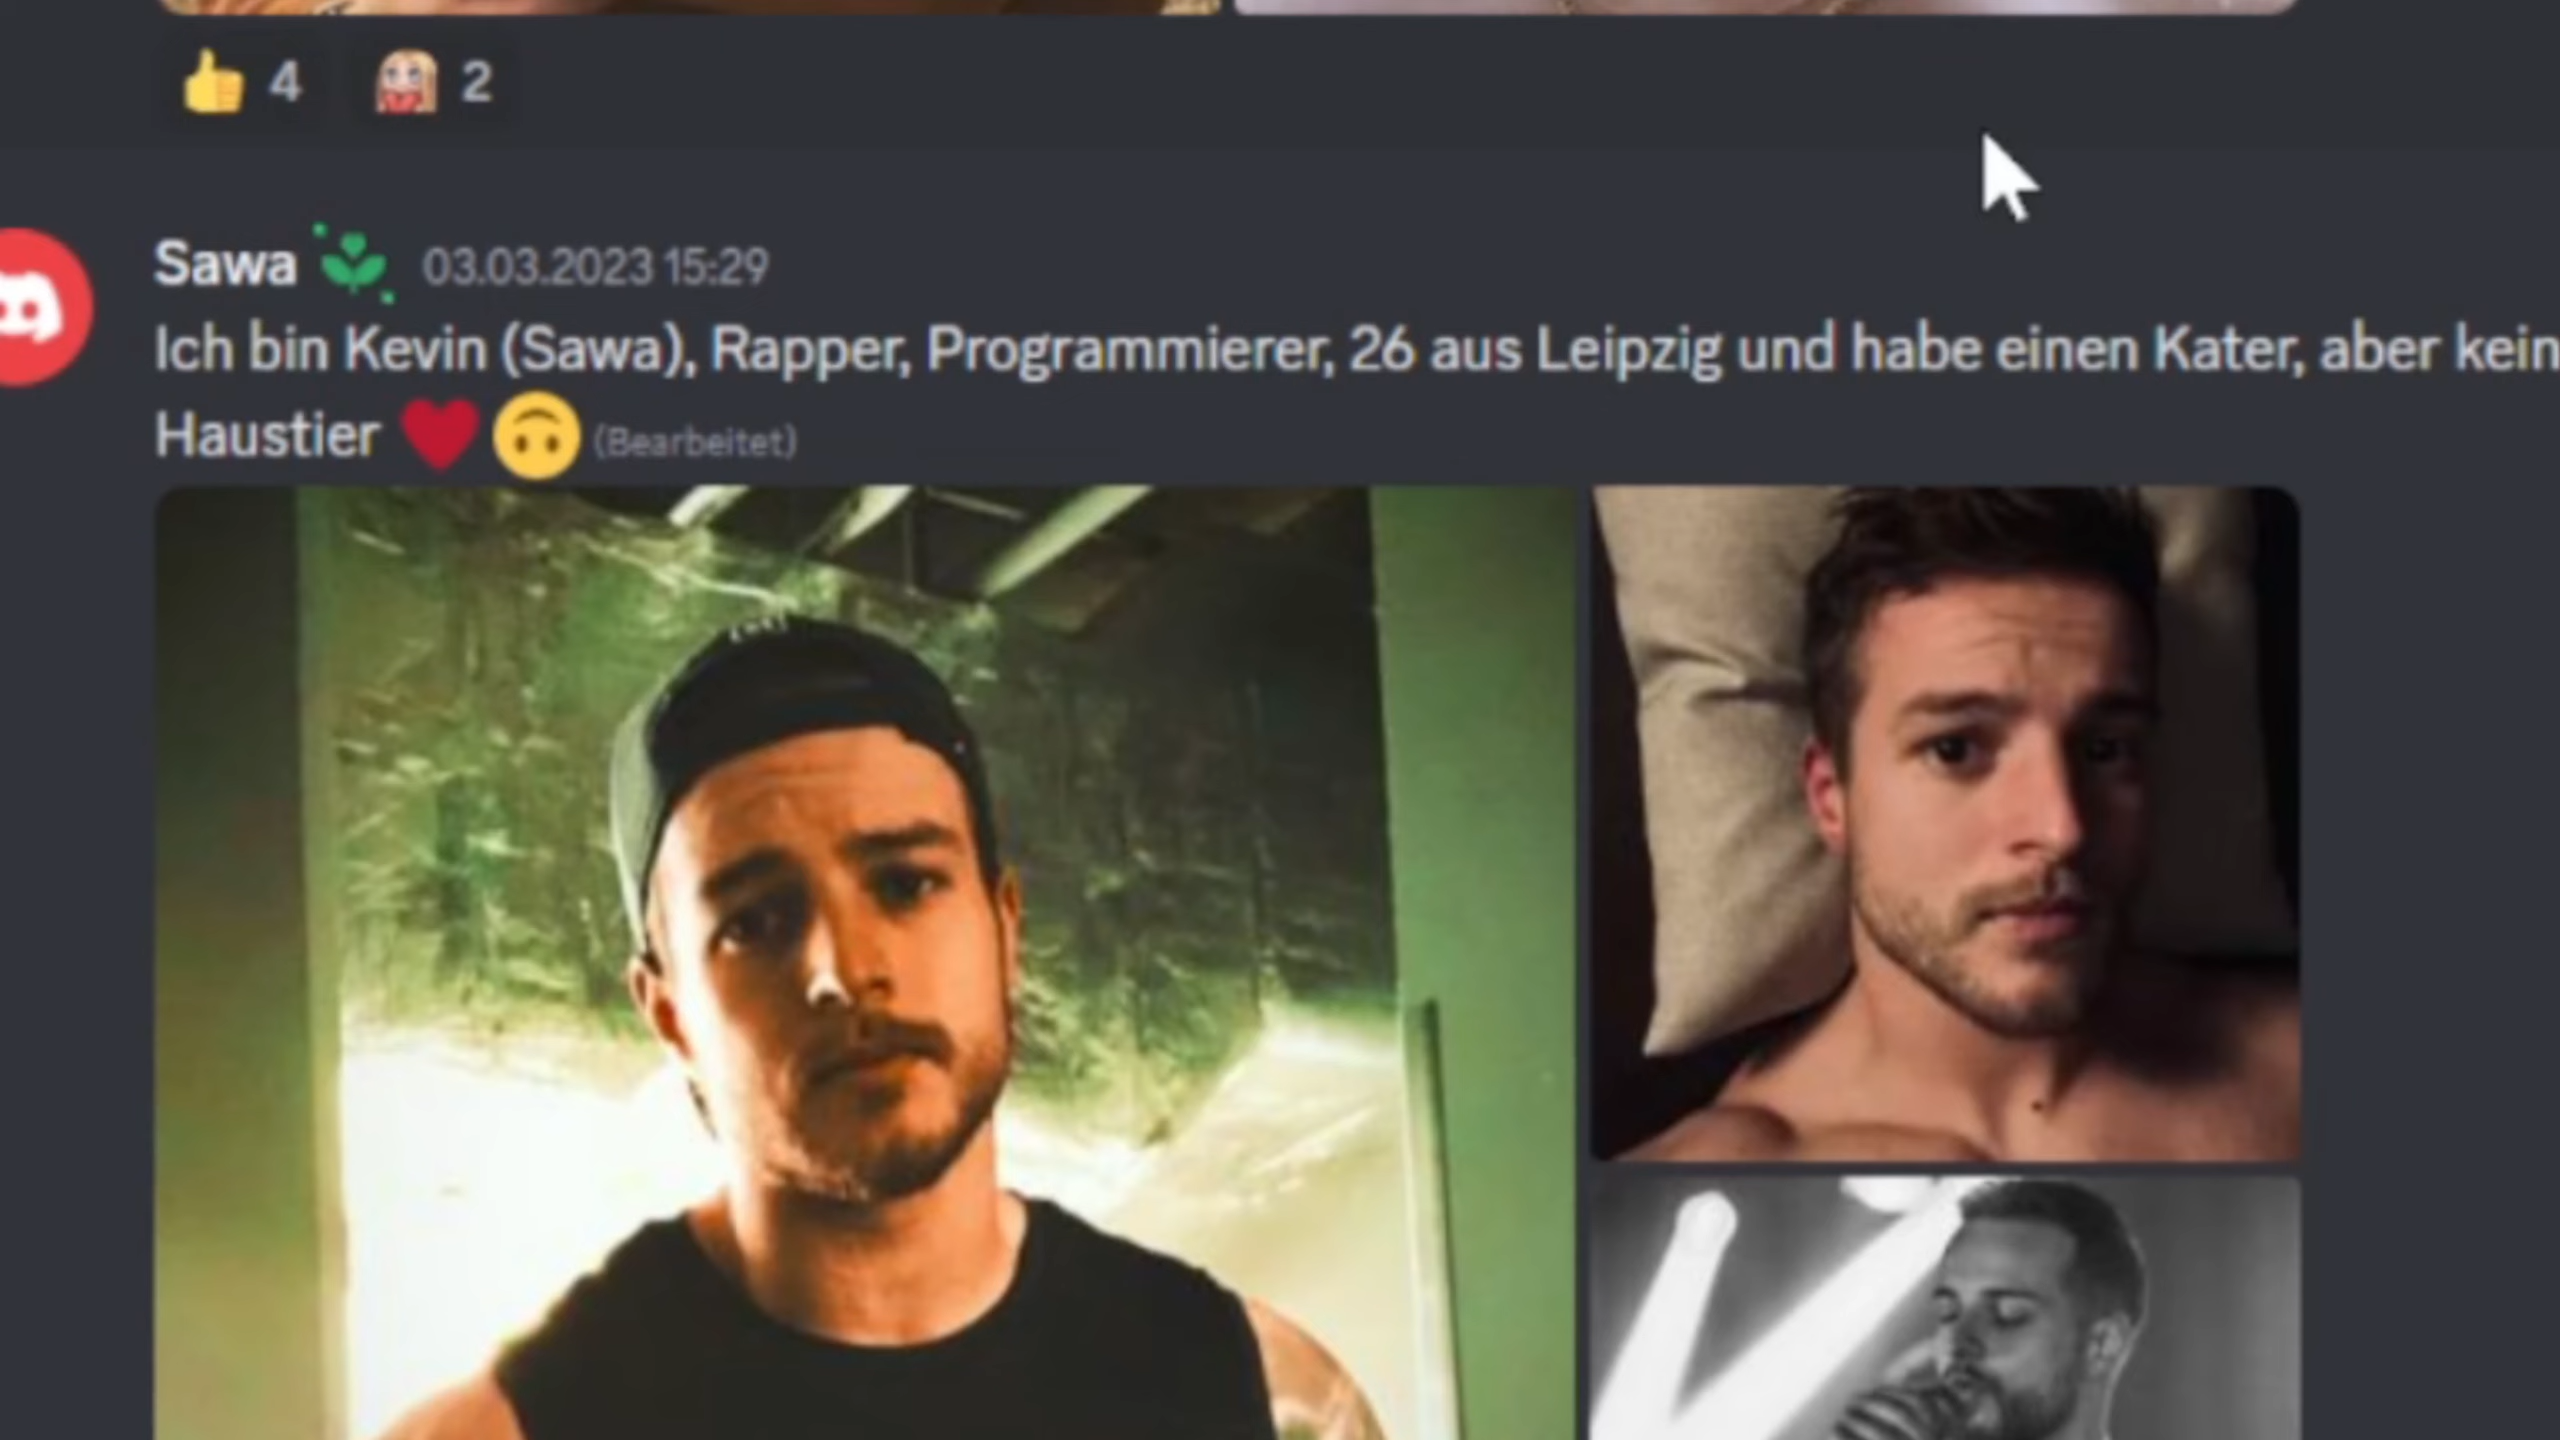 4 2
Sawa 03.03.2023 15:29
Ich bin Kevin (Sawa), Rapper, Programmierer, 26 aus Leipzig und habe einen Kater, aber kein
Haustier ❤️🙃 (Bearbeitet)